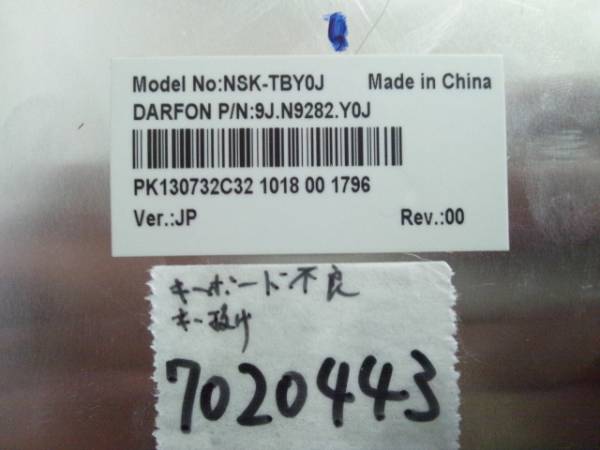 Model No:NSK-TBY0J Made in China
DARFON P/N:9J.N9282.Y0J
PK130732C32 1018 00 1796
Ver.:JP Rev.:00
キーボード不良
キー抜け
7020443